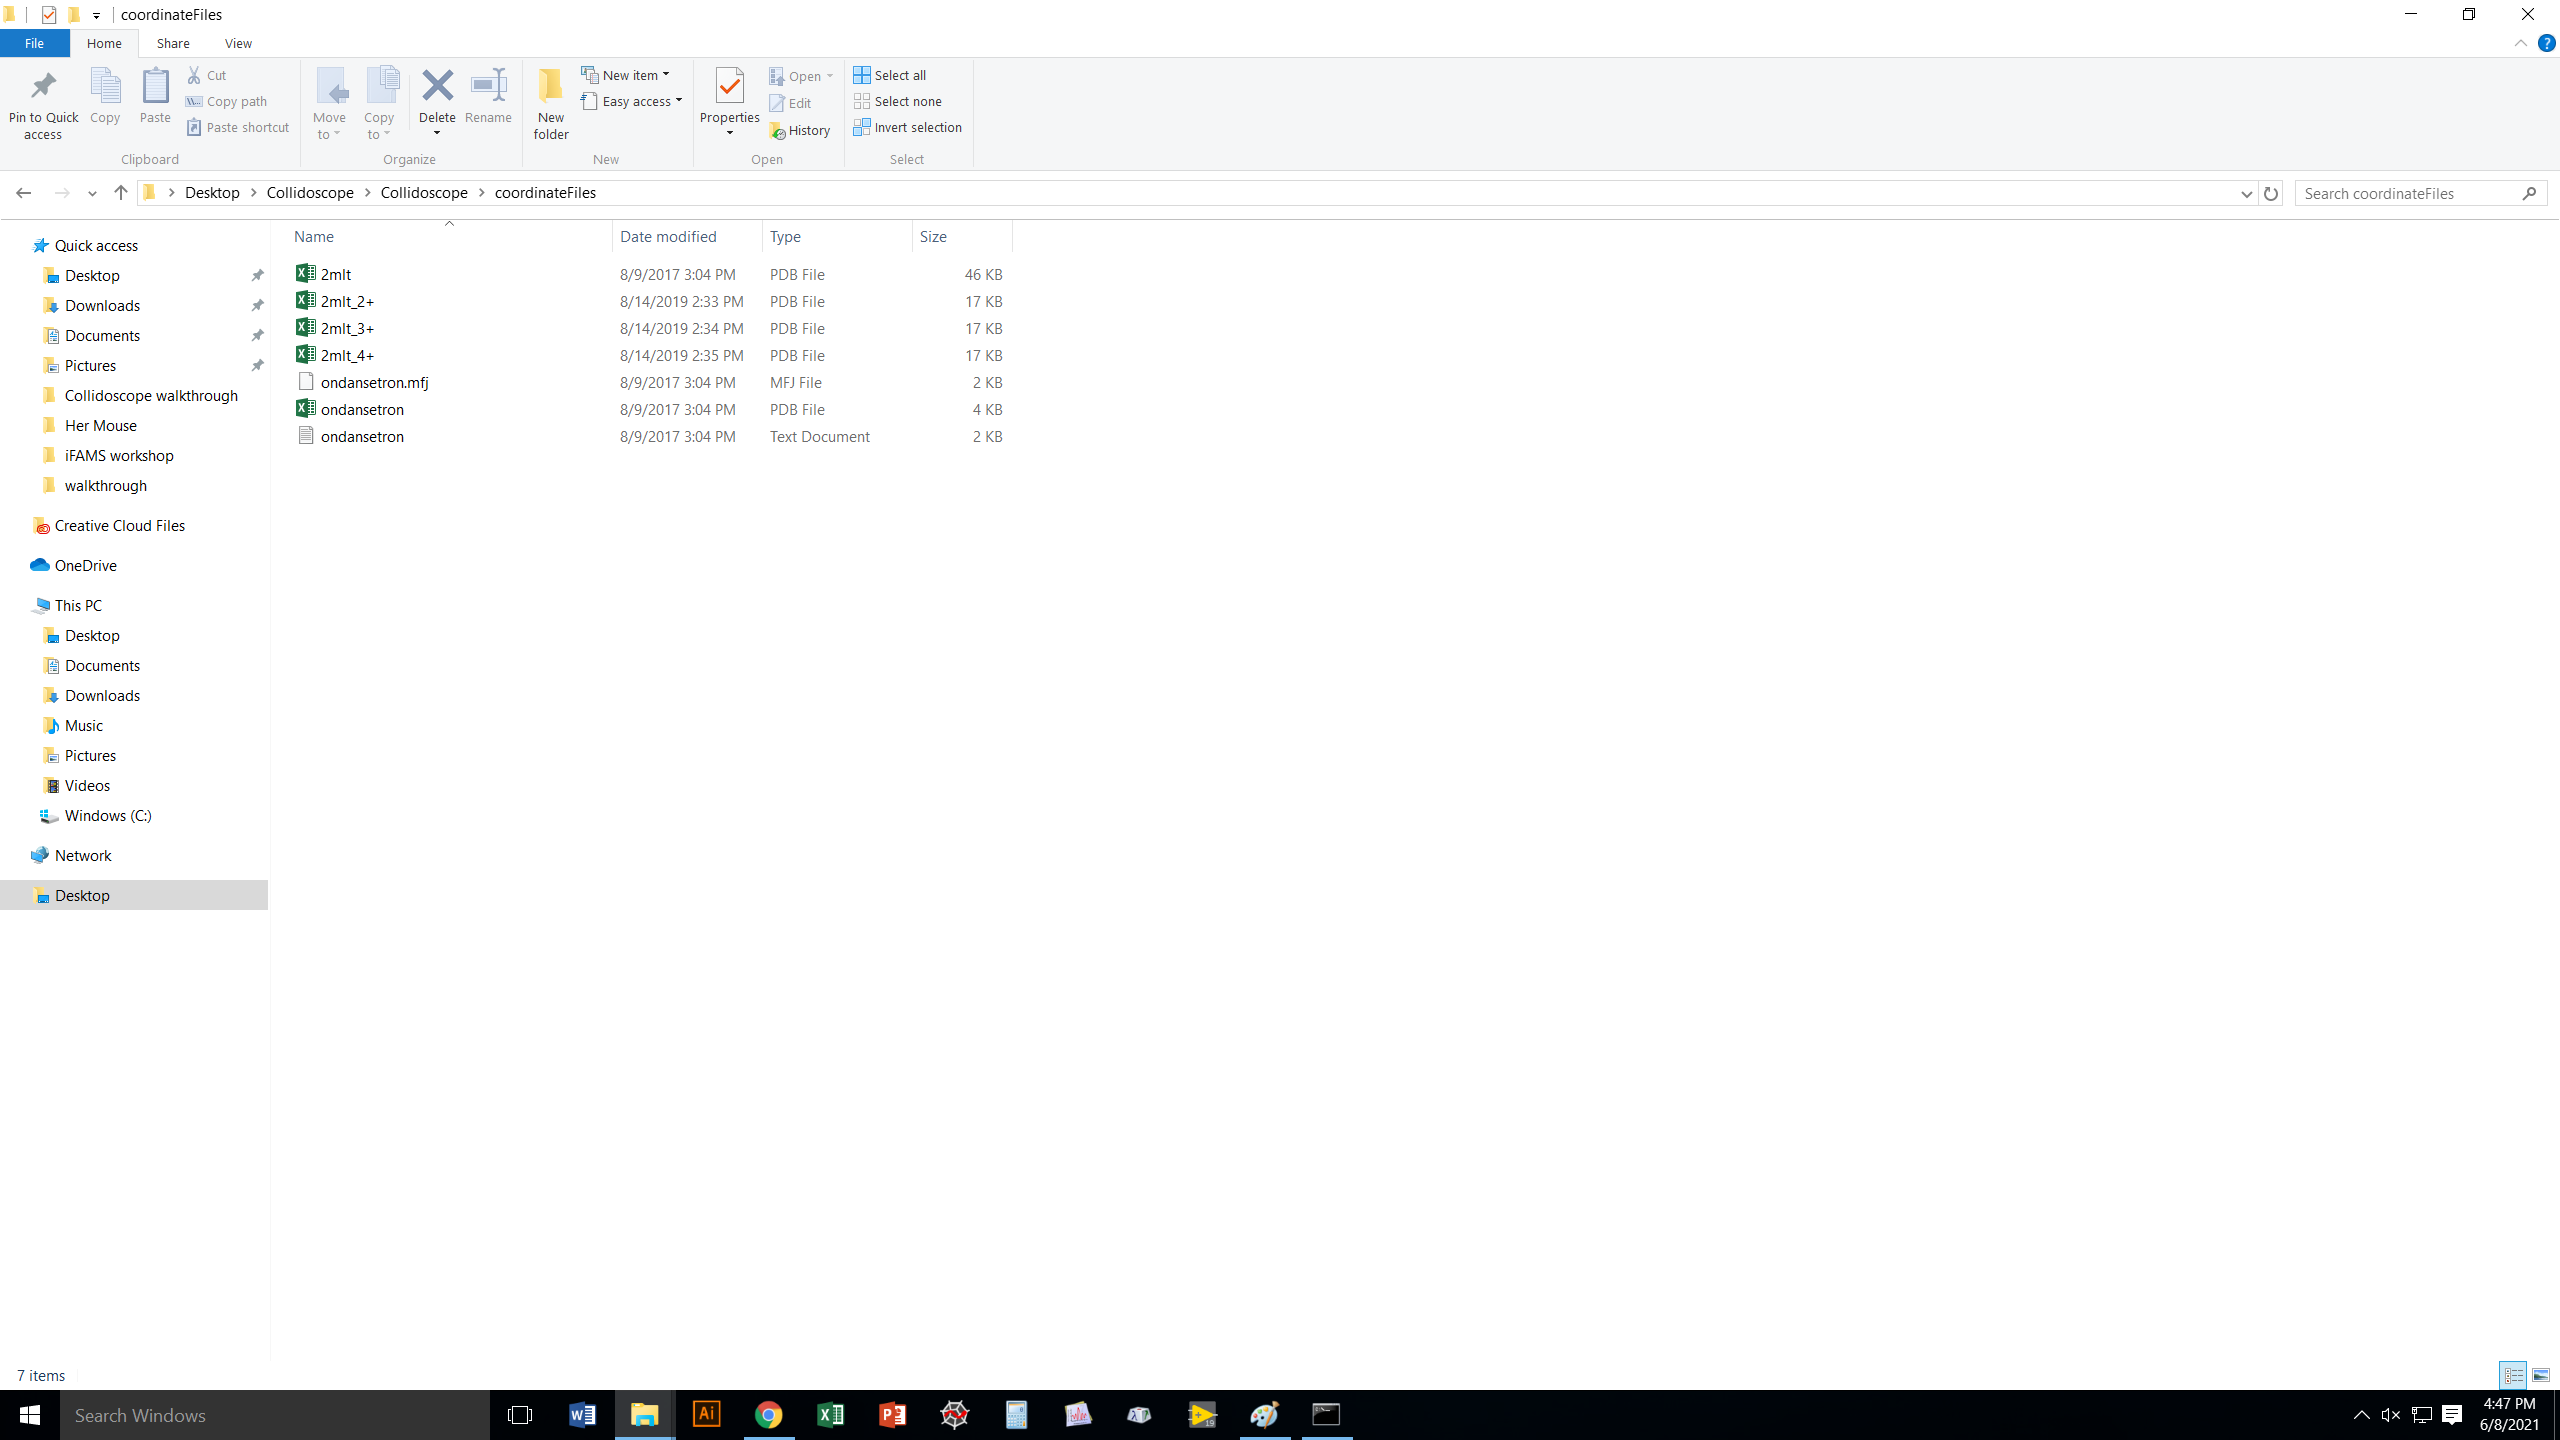 coordinateFiles
File Home Share View
Pin to Quick access
Copy
Paste
Cut
Copy path
Paste shortcut
Clipboard
Move to
Copy to
Delete
Rename
Organize
New folder
New item
Easy access
New
Properties
Open
Edit
History
Open
Select all
Select none
Invert selection
Select
Desktop Collidoscope Collidoscope coordinateFiles
Search coordinateFiles
Quick access
Desktop
Downloads
Documents
Pictures
Collidoscope walkthrough
Her Mouse
iFAMS workshop
walkthrough
Creative Cloud Files
OneDrive
This PC
Desktop
Documents
Downloads
Music
Pictures
Videos
Windows (C:)
Network
Desktop
Name Date modified Type Size
2mlt 8/9/2017 3:04 PM PDB File 46 KB
2mlt_2+ 8/14/2019 2:33 PM PDB File 17 KB
2mlt_3+ 8/14/2019 2:34 PM PDB File 17 KB
2mlt_4+ 8/14/2019 2:35 PM PDB File 17 KB
ondansetron.mfj 8/9/2017 3:04 PM MFJ File 2 KB
ondansetron 8/9/2017 3:04 PM PDB File 4 KB
ondansetron 8/9/2017 3:04 PM Text Document 2 KB
7 items
Search Windows
Ai
19
4:47 PM
6/8/2021